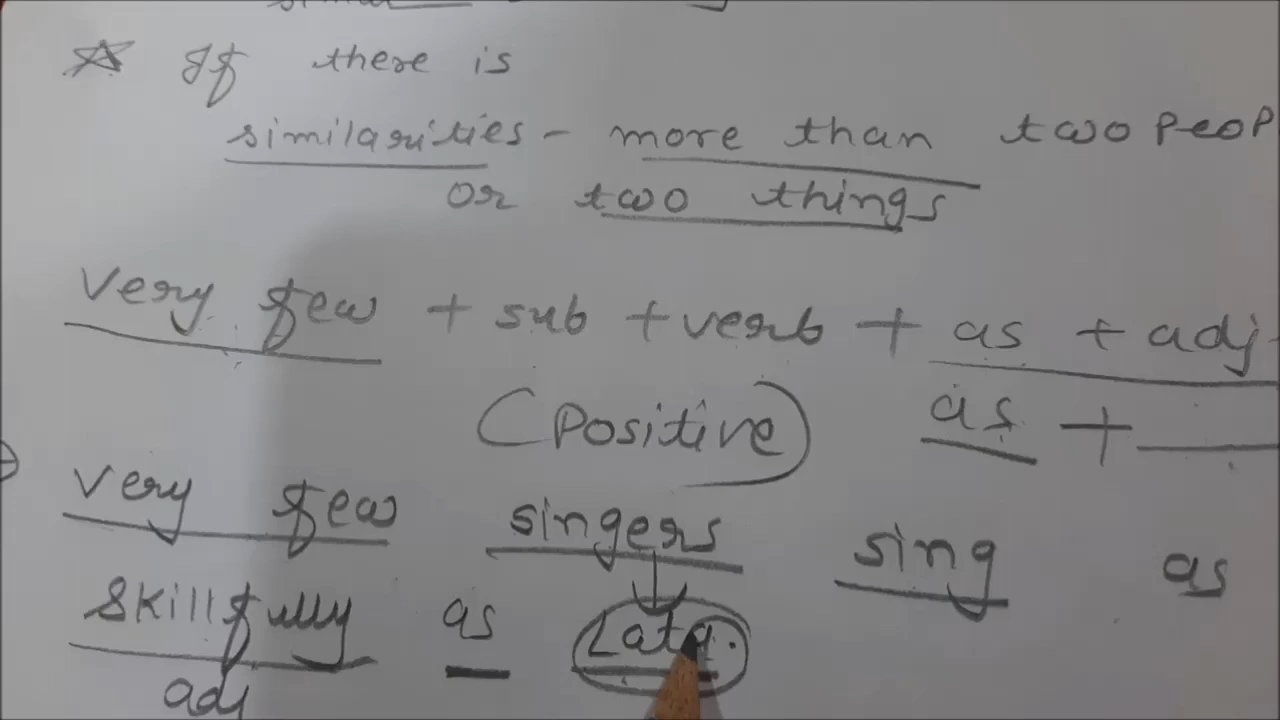 ☆ If there is
similarities - more than two peop
or two things
very few + sub + verb + as + adj
(Positive) as +
very few singers sing as
skillfully as Lata.
adj